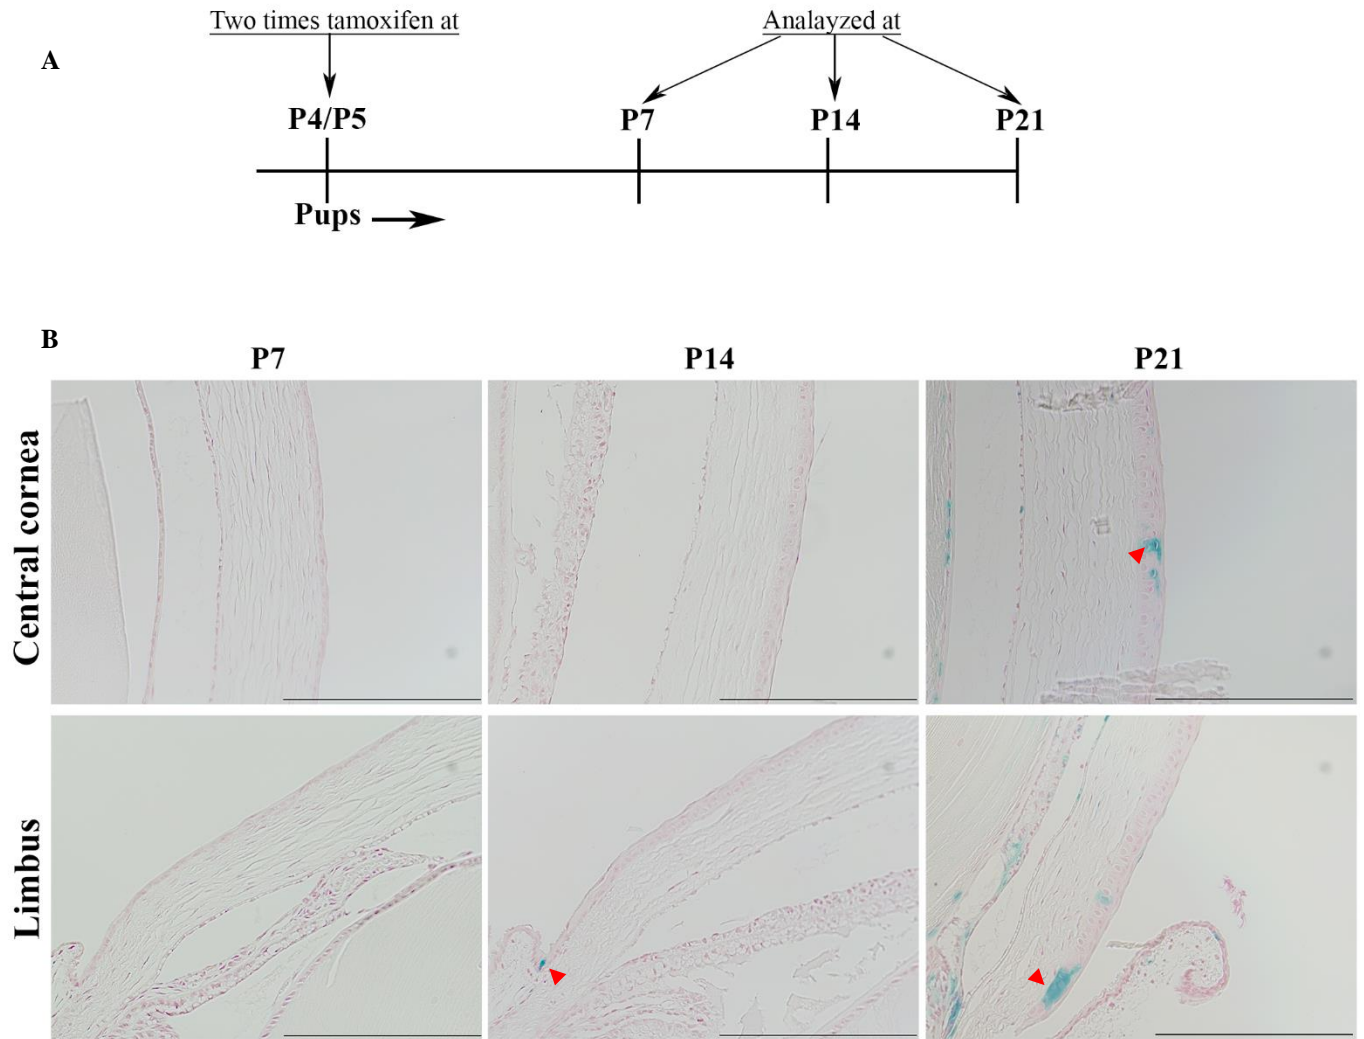 Two times tamoxifen at
Analayzed at
A
P4/P5
P7
P14
P21
Pups
B
P7
P14
P21
Central cornea
Limbus